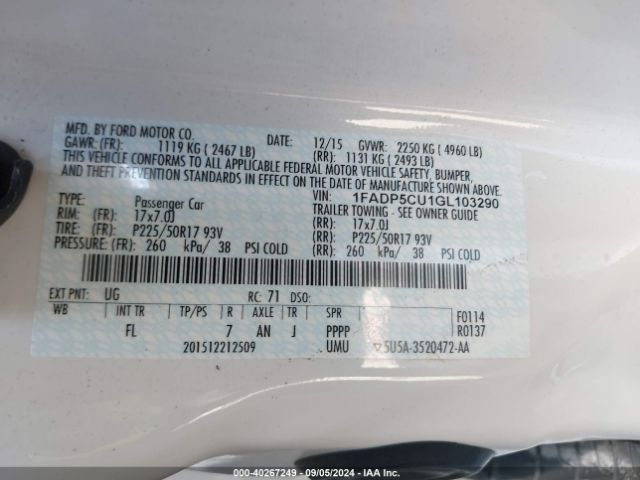 MFD. BY FORD MOTOR CO. DATE: 12/15 GVWR: 2250 KG ( 4960 LB)
GAWR: (FR): 1119 KG ( 2467 LB) (RR): 1131 KG ( 2493 LB)
THIS VEHICLE CONFORMS TO ALL APPLICABLE FEDERAL MOTOR VEHICLE SAFETY, BUMPER,
AND THEFT PREVENTION STANDARDS IN EFFECT ON THE DATE OF MANUFACTURE SHOWN ABOVE.
VIN: 1FADP5CU1GL103290
TYPE: Passenger Car TRAILER TOWING - SEE OWNER GUIDE
RIM: (FR) 17x7.0J (RR): 17x7.0J
TIRE: (FR): P225/50R17 93V (RR): P225/50R17 93V
PRESSURE: (FR): 260 kPa/ 38 PSI COLD (RR): 260 kPa/ 38 PSI COLD
EXT PNT: UG RC: 71 DSO:
WB INT TR TP/PS R AXLE TR SPR F0114
FL 7 AN J PPPP R0137
201512212509 UMU ▽5U5A-3520472-AA
000-40267249 - 09/05/2024 - IAA Inc.